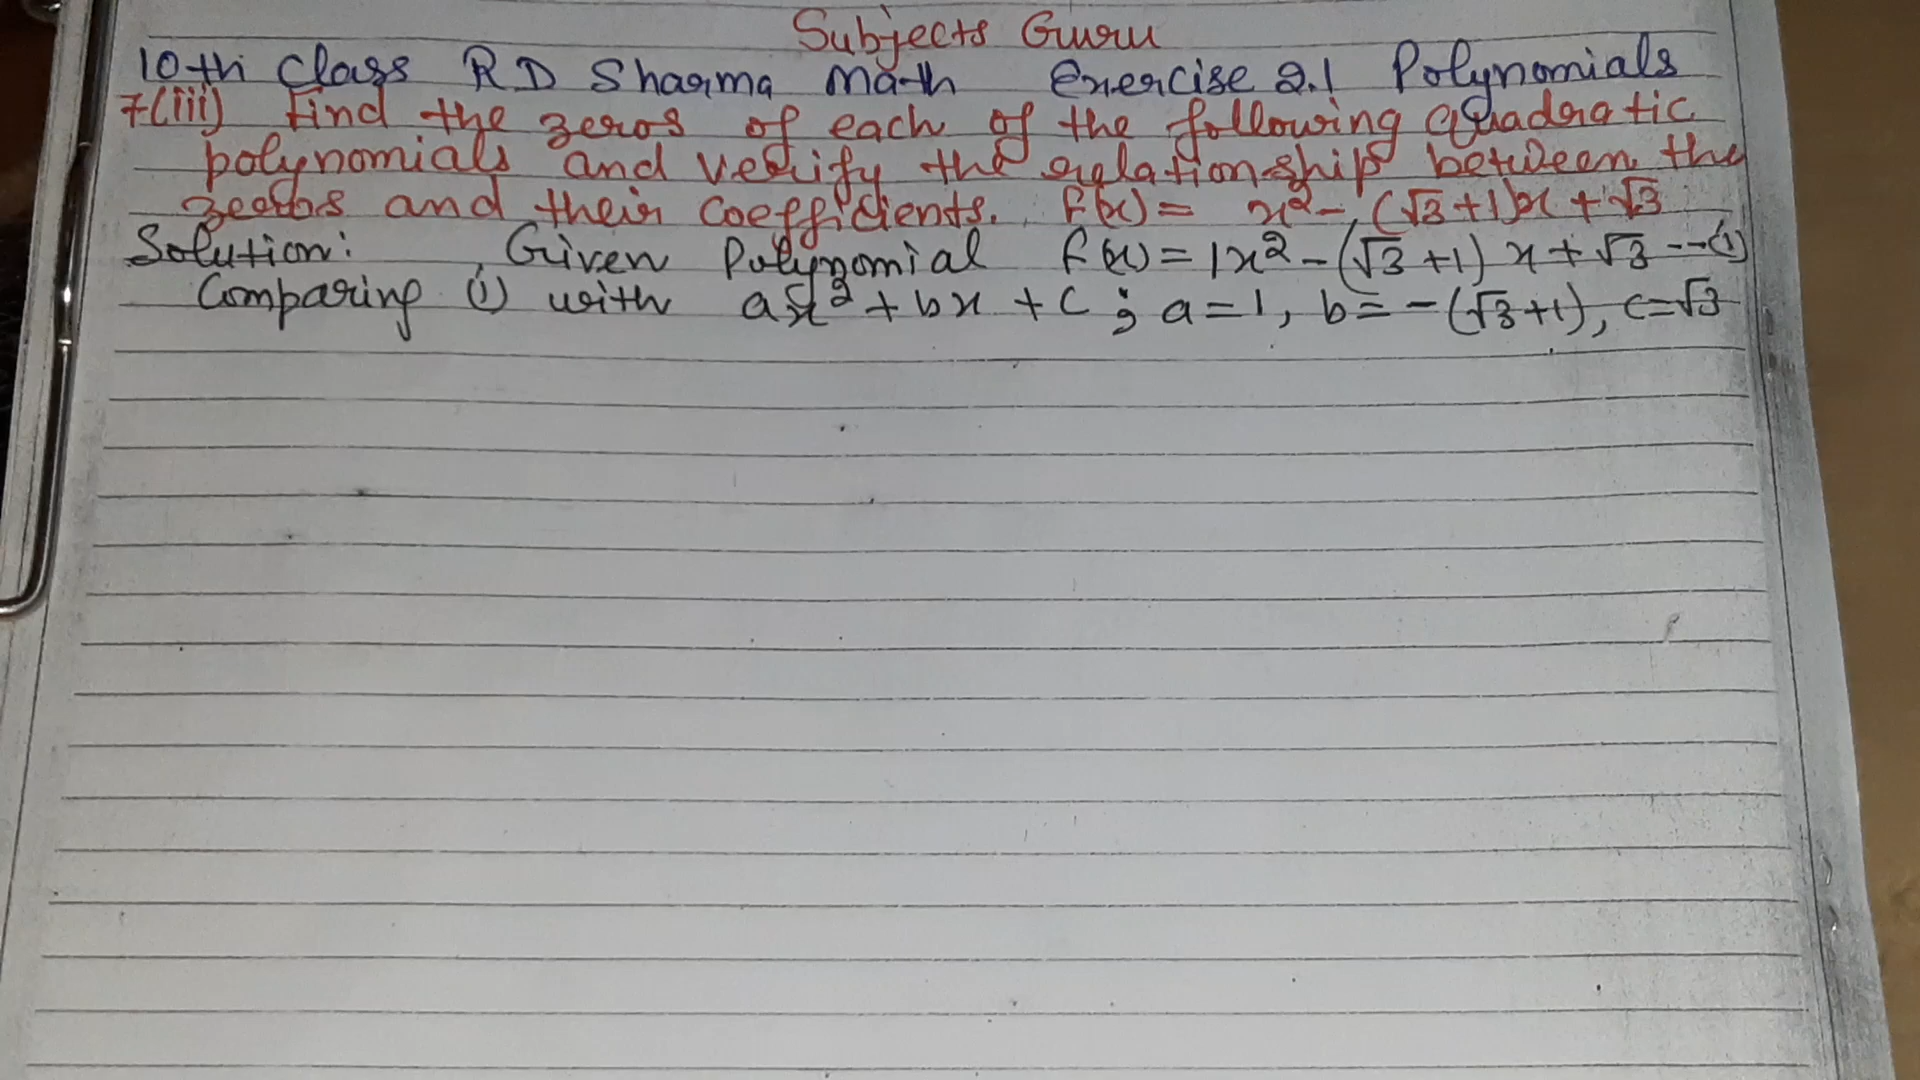 Subjects Guru
10th Class RD Sharma Math Exercise 2.1 Polynomials
7(iii) Find the zeros of each of the following quadratic
polynomials and verify the relationship between the
zeros and their coefficients. f(x) = x² - (√3+1)x + √3
Solution: Given Polynomial f(x) = 1x² - (√3+1) x + √3 --(i)
Comparing (i) with ax² + bx + c ; a=1, b = -(√3+1), c=√3